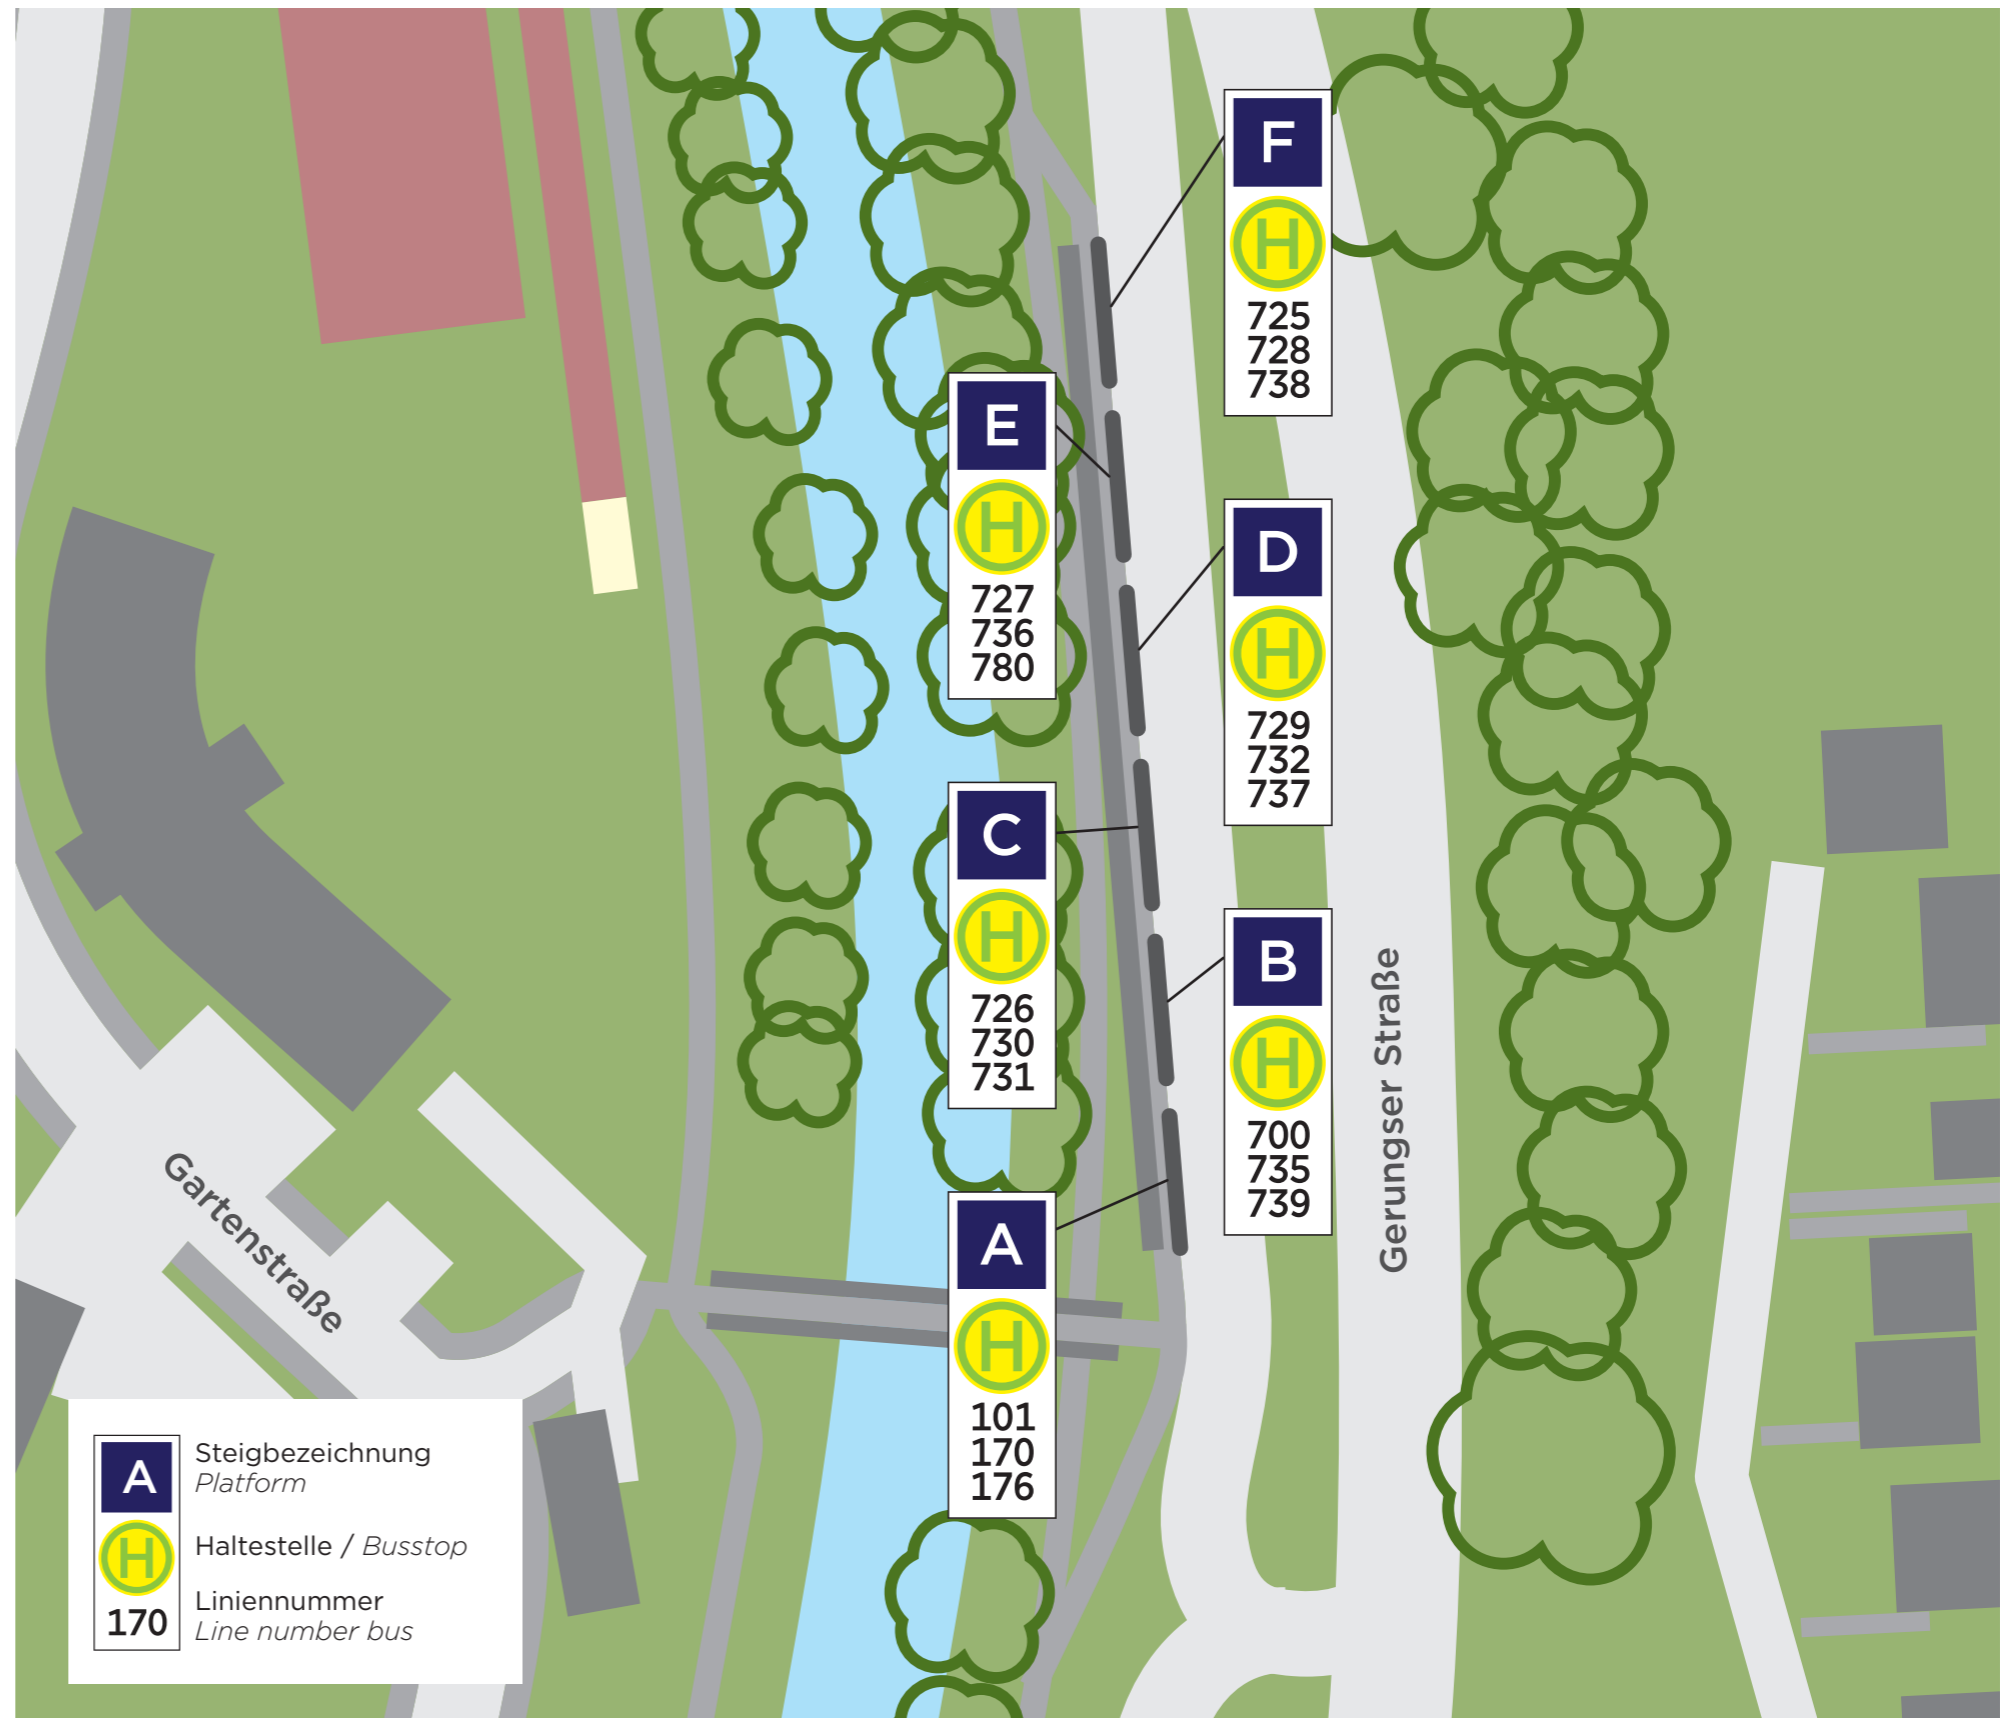 F
H
725
728
738
E
H
727
736
780
D
H
729
732
737
C
H
726
730
731
B
H
700
735
739
A
H
101
170
176
Gerungser Straße
Gartenstraße
A
Steigbezeichnung
Platform
H
Haltestelle / Busstop
170
Liniennummer
Line number bus